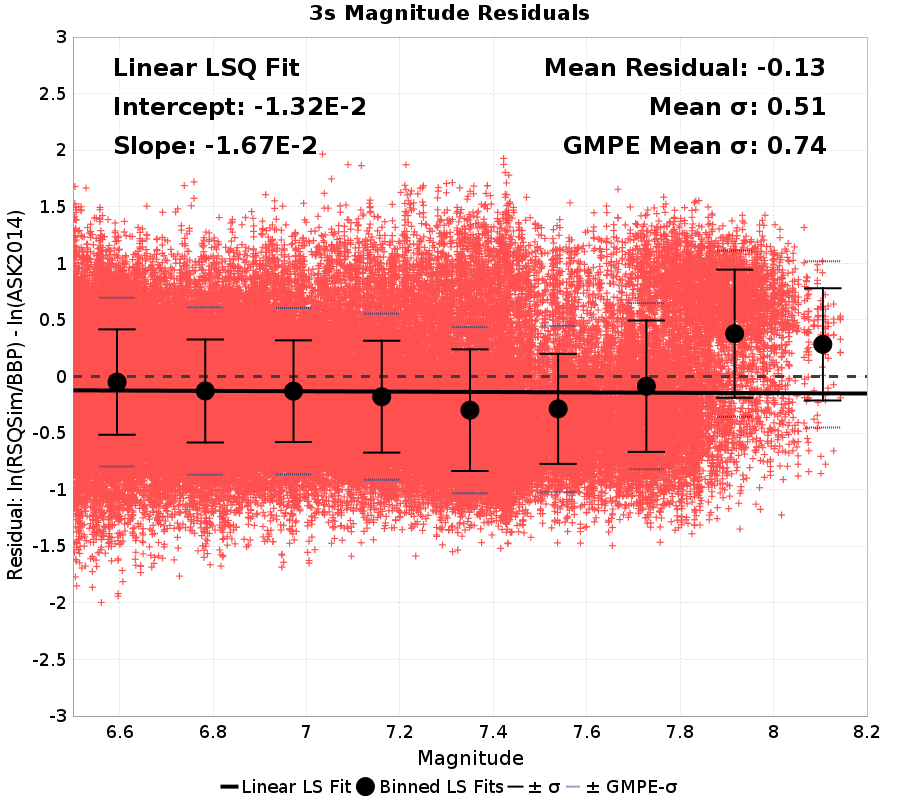 3s Magnitude Residuals
Linear LSQ Fit
Intercept: -1.32E-2
Slope: -1.67E-2
Mean Residual: -0.13
Mean σ: 0.51
GMPE Mean σ: 0.74
Residual: ln(RSQSim/BBP) - ln(ASK2014)
3
2.5
2
1.5
1
0.5
0
-0.5
-1
-1.5
-2
-2.5
-3
6.6 6.8 7 7.2 7.4 7.6 7.8 8 8.2
Magnitude
Linear LS Fit Binned LS Fits ± σ ± GMPE-σ